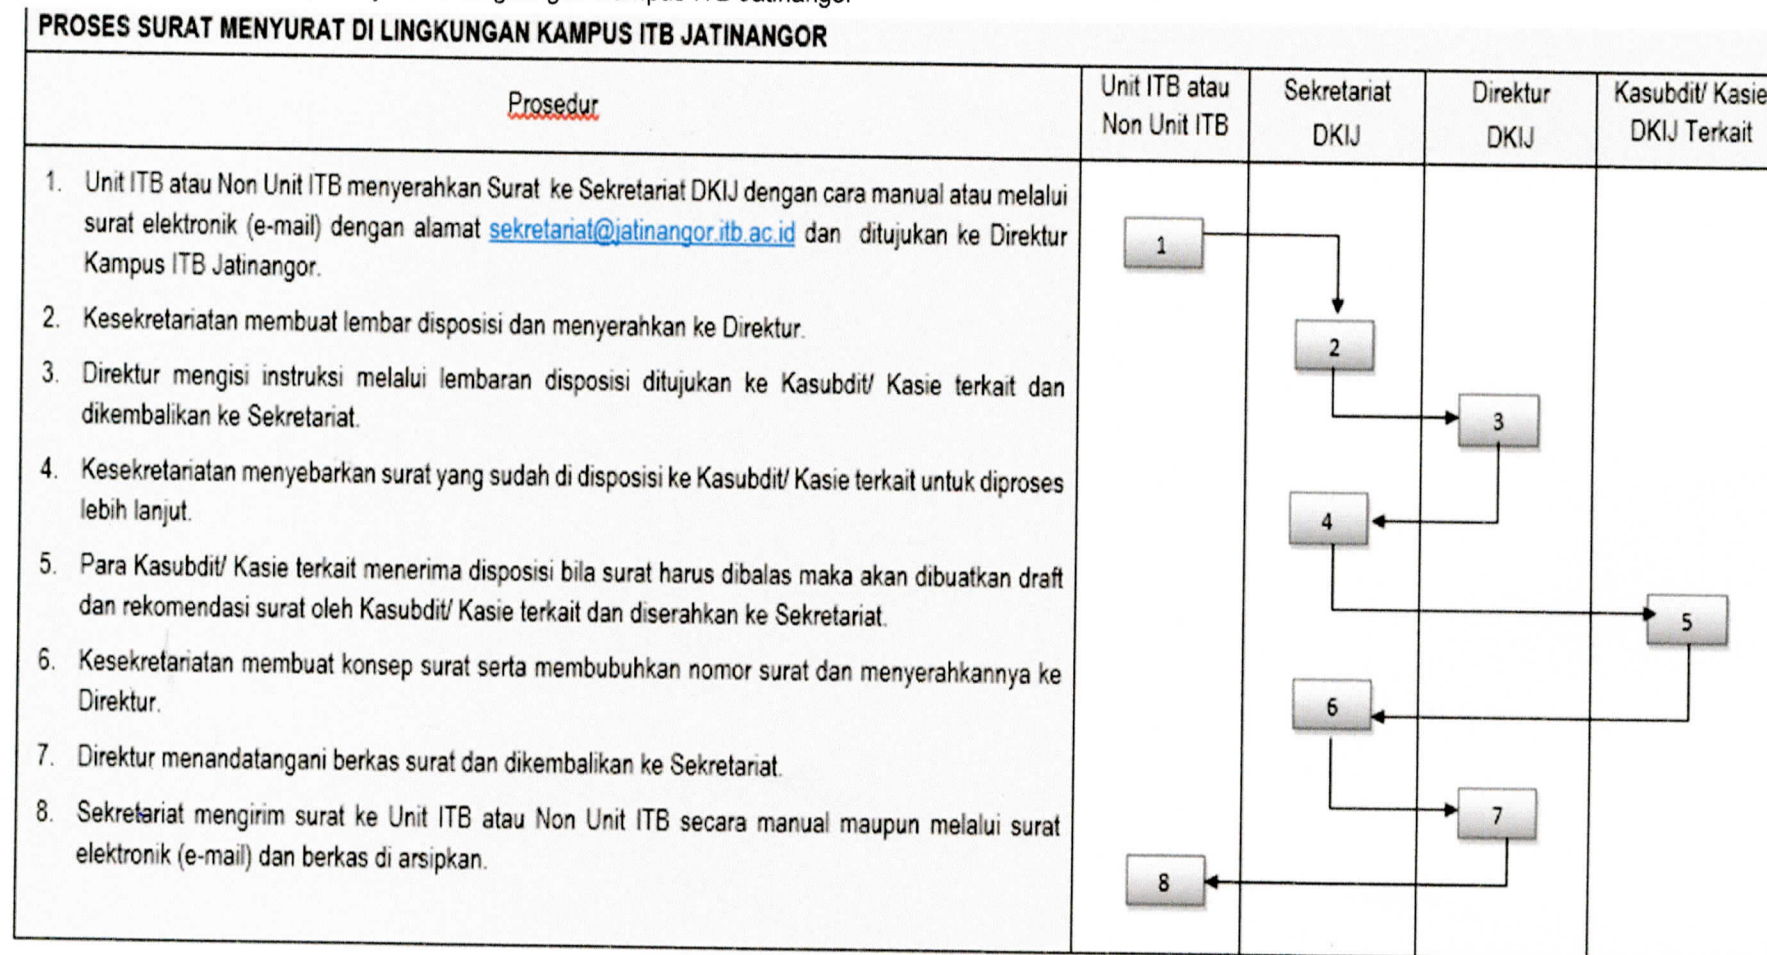 PROSES SURAT MENYURAT DI LINGKUNGAN KAMPUS ITB JATINANGOR
Prosedur
Unit ITB atau
Non Unit ITB
Sekretariat
DKIJ
Direktur
DKIJ
Kasubdit/ Kasie
DKIJ Terkait
1. Unit ITB atau Non Unit ITB menyerahkan Surat ke Sekretariat DKIJ dengan cara manual atau melalui
surat elektronik (e-mail) dengan alamat sekretariat@jatinangor.itb.ac.id dan ditujukan ke Direktur
Kampus ITB Jatinangor.
2. Kesekretariatan membuat lembar disposisi dan menyerahkan ke Direktur.
3. Direktur mengisi instruksi melalui lembaran disposisi ditujukan ke Kasubdit/ Kasie terkait dan
dikembalikan ke Sekretariat.
4. Kesekretariatan menyebarkan surat yang sudah di disposisi ke Kasubdit/ Kasie terkait untuk diproses
lebih lanjut.
5. Para Kasubdit/ Kasie terkait menerima disposisi bila surat harus dibalas maka akan dibuatkan draft
dan rekomendasi surat oleh Kasubdit/ Kasie terkait dan diserahkan ke Sekretariat.
6. Kesekretariatan membuat konsep surat serta membubuhkan nomor surat dan menyerahkannya ke
Direktur.
7. Direktur menandatangani berkas surat dan dikembalikan ke Sekretariat.
8. Sekretariat mengirim surat ke Unit ITB atau Non Unit ITB secara manual maupun melalui surat
elektronik (e-mail) dan berkas di arsipkan.
1
2
3
4
5
6
7
8